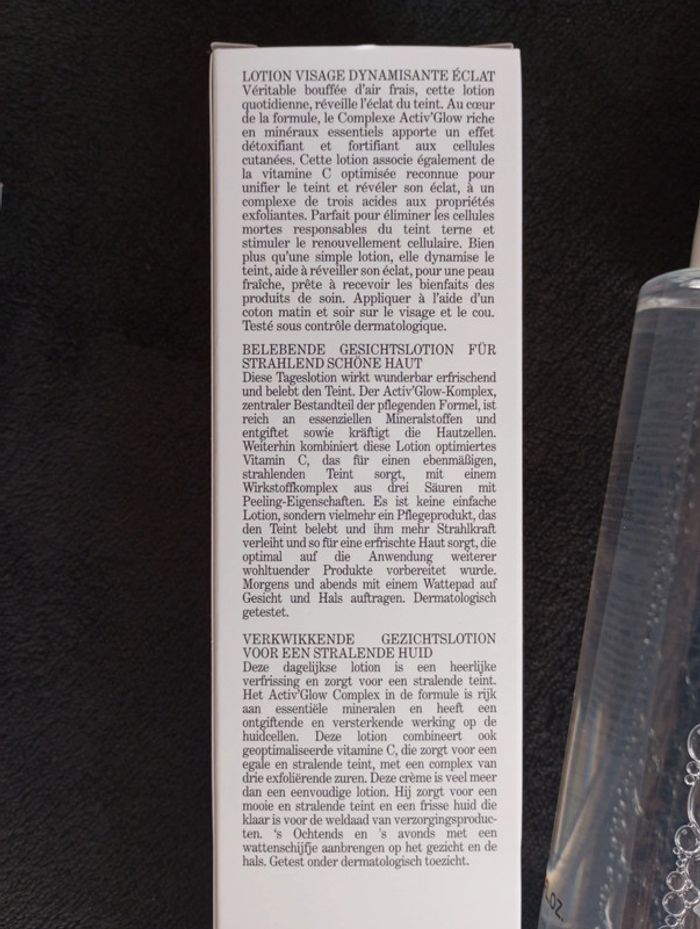 LOTION VISAGE DYNAMISANTE ÉCLAT
Véritable bouffée d'air frais, cette lotion
quotidienne, réveille l'éclat du teint. Au cœur
de la formule, le Complexe Activ'Glow riche
en minéraux essentiels apporte un effet
détoxifiant et fortifiant aux cellules
cutanées. Cette lotion associe également de
la vitamine C optimisée reconnue pour
unifier le teint et révéler son éclat, à un
complexe de trois acides aux propriétés
exfoliantes. Parfait pour éliminer les cellules
mortes responsables du teint terne et
stimuler le renouvellement cellulaire. Bien
plus qu'une simple lotion, elle dynamise le
teint, aide à réveiller son éclat, pour une peau
fraîche, prête à recevoir les bienfaits des
produits de soin. Appliquer à l'aide d'un
coton matin et soir sur le visage et le cou.
Testé sous contrôle dermatologique.
BELEBENDE GESICHTSLOTION FÜR
STRAHLEND SCHÖNE HAUT
Diese Tageslotion wirkt wunderbar erfrischend
und belebt den Teint. Der Activ'Glow-Komplex,
zentraler Bestandteil der pflegenden Formel, ist
reich an essenziellen Mineralstoffen und
entgiftet sowie kräftigt die Hautzellen.
Weiterhin kombiniert diese Lotion optimiertes
Vitamin C, das für einen ebenmäßigen,
strahlenden Teint sorgt, mit einem
Wirkstoffkomplex aus drei Säuren mit
Peeling-Eigenschaften. Es ist keine einfache
Lotion, sondern vielmehr ein Pflegeprodukt, das
den Teint belebt und ihm mehr Strahlkraft
verleiht und so für eine erfrischte Haut sorgt, die
optimal auf die Anwendung weiterer
wohltuender Produkte vorbereitet wurde.
Morgens und abends mit einem Wattepad auf
Gesicht und Hals auftragen. Dermatologisch
getestet.
VERKWIKKENDE GEZICHTSLOTION
VOOR EEN STRALENDE HUID
Deze dagelijkse lotion is een heerlijke
verfrissing en zorgt voor een stralende teint.
Het Activ'Glow Complex in de formule is rijk
aan essentiële mineralen en heeft een
ontgiftende en versterkende werking op de
huidcellen. Deze lotion combineert ook
geoptimaliseerde vitamine C, die zorgt voor een
egale en stralende teint, met een complex van
drie exfoliërende zuren. Deze crème is veel meer
dan een eenvoudige lotion. Hij zorgt voor een
mooie en stralende teint en een frisse huid die
klaar is voor de weldaad van verzorgingsproduc-
ten. 's Ochtends en 's avonds met een
wattenschijfje aanbrengen op het gezicht en de
hals. Getest onder dermatologisch toezicht.
OZ.